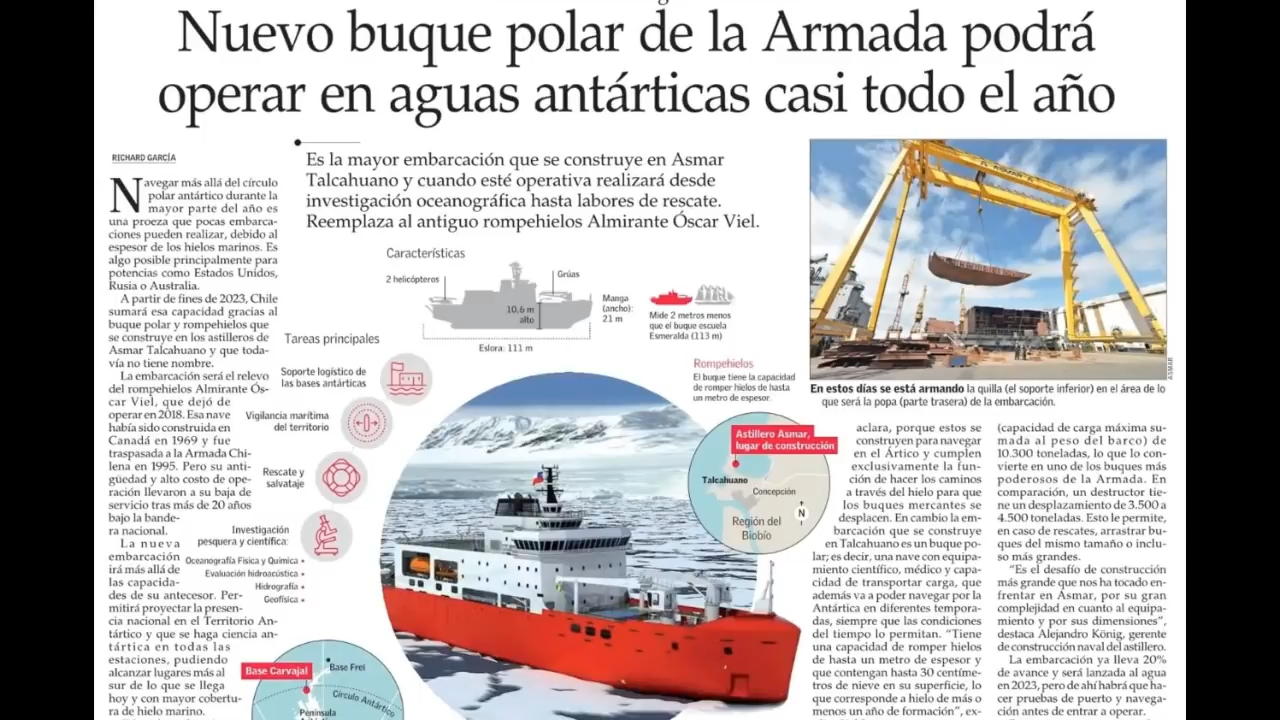 Nuevo buque polar de la Armada podrá
operar en aguas antárticas casi todo el año
RICHARD GARCÍA
Navegar más allá del círculo
polar antártico durante la
mayor parte del año es
una proeza que pocas embarca-
ciones pueden realizar, debido al
espesor de los hielos marinos. Es
algo posible principalmente para
potencias como Estados Unidos,
Rusia o Australia.
A partir de fines de 2023, Chile
sumará esa capacidad gracias al
buque polar y rompehielos que
se construye en los astilleros de
Asmar Talcahuano y que toda-
vía no tiene nombre.
La embarcación será el relevo
del rompehielos Almirante Ós-
car Viel, que dejó de
operar en 2018. Esa nave
había sido construida en
Canadá en 1969 y fue
traspasada a la Armada Chi-
lena en 1995. Pero su anti-
güedad y alto costo de ope-
ración llevaron a su baja de
servicio tras más de 20 años
bajo la bande-
ra nacional.
La nueva
embarcación
irá más allá de
las capacida-
des de su antecesor. Per-
mitirá proyectar la presen-
cia nacional en el Territorio An-
tártico y que se haga ciencia an-
tártica en todas las
estaciones, pudiendo
alcanzar lugares más al
sur de lo que se llega
hoy y con mayor cobertu-
ra de hielo marino.
Es la mayor embarcación que se construye en Asmar
Talcahuano y cuando esté operativa realizará desde
investigación oceanográfica hasta labores de rescate.
Reemplaza al antiguo rompehielos Almirante Óscar Viel.
Características
2 helicópteros
Grúas
10,6 m
alto
Manga
(ancho):
21 m
Eslora: 111 m
Mide 2 metros menos
que el buque escuela
Esmeralda (113 m)
Tareas principales
Soporte logístico de
las bases antárticas
Vigilancia marítima
del territorio
Rescate y
salvataje
Investigación
pesquera y científica:
Oceanografía Física y Química •
Evaluación hidroacústica •
Hidrografía •
Geofísica •
Rompehielos
El buque tiene la capacidad
de romper hielos de hasta
un metro de espesor.
Astillero Asmar,
lugar de construcción
Talcahuano
Concepción
N
Región del
Biobío
Base Carvajal
Base Frei
Círculo Antártico
Península
ASMAR
En estos días se está armando la quilla (el soporte inferior) en el área de lo
que será la popa (parte trasera) de la embarcación.
aclara, porque estos se
construyen para navegar
en el Ártico y cumplen
exclusivamente la fun-
ción de hacer los caminos
a través del hielo para que
los buques mercantes se
desplacen. En cambio la em-
barcación que se construye
en Talcahuano es un buque po-
lar; es decir, una nave con equipa-
miento científico, médico y capa-
cidad de transportar carga, que
además va a poder navegar por la
Antártica en diferentes tempora-
das, siempre que las condiciones
del tiempo lo permitan. “Tiene
una capacidad de romper hielos
de hasta un metro de espesor y
que contengan hasta 30 centíme-
tros de nieve en su superficie, lo
que corresponde a hielo de más o
menos un año de formación”, ex-
(capacidad de carga máxima su-
mada al peso del barco) de
10.300 toneladas, lo que lo con-
vierte en uno de los buques más
poderosos de la Armada. En
comparación, un destructor tie-
ne un desplazamiento de 3.500 a
4.500 toneladas. Esto le permite,
en caso de rescates, arrastrar bu-
ques del mismo tamaño o inclu-
so más grandes.
“Es el desafío de construcción
más grande que nos ha tocado en-
frentar en Asmar, por su gran
complejidad en cuanto al equipa-
miento y por sus dimensiones”,
destaca Alejandro König, gerente
de construcción naval del astillero.
La embarcación ya lleva 20%
de avance y será lanzada al agua
en 2023, pero de ahí habrá que ha-
cer pruebas de puerto y navega-
ción antes de entrar a operar.